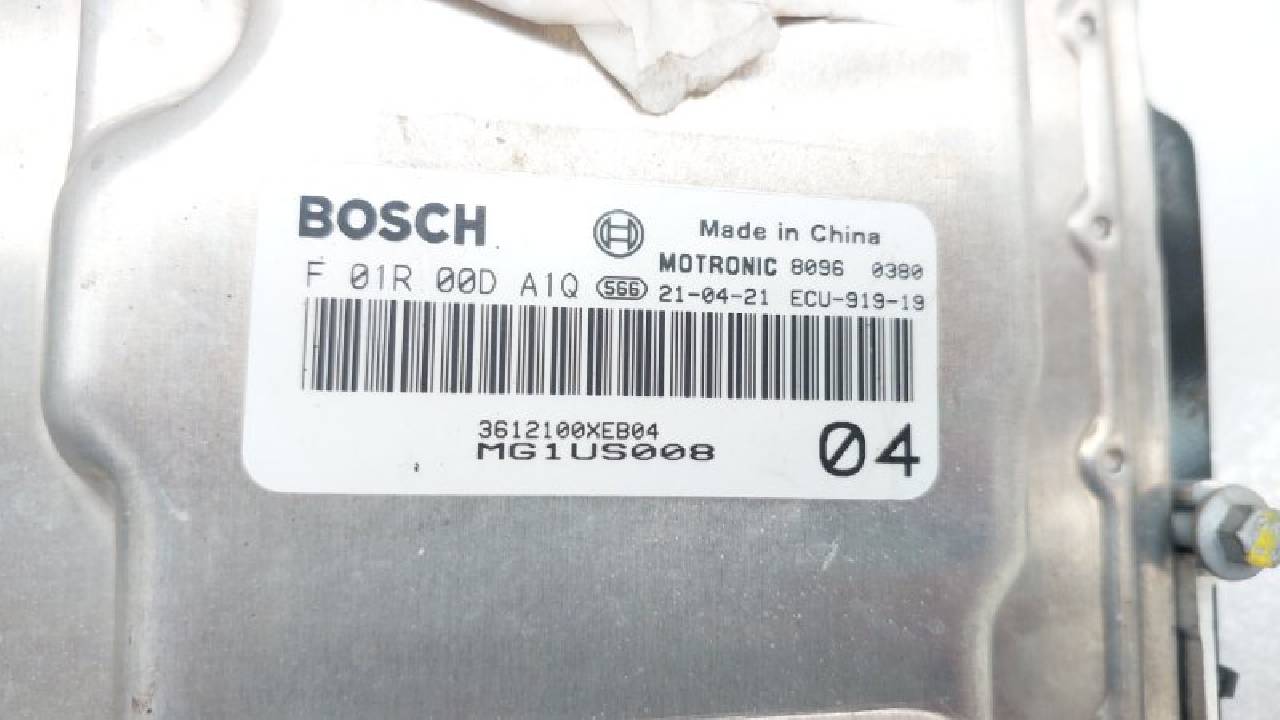 BOSCH
Made in China
MOTRONIC 8096 0380
F 01R 00D A1Q 5GG 21-04-21 ECU-919-19
3612100XEB04
MG1US008
04